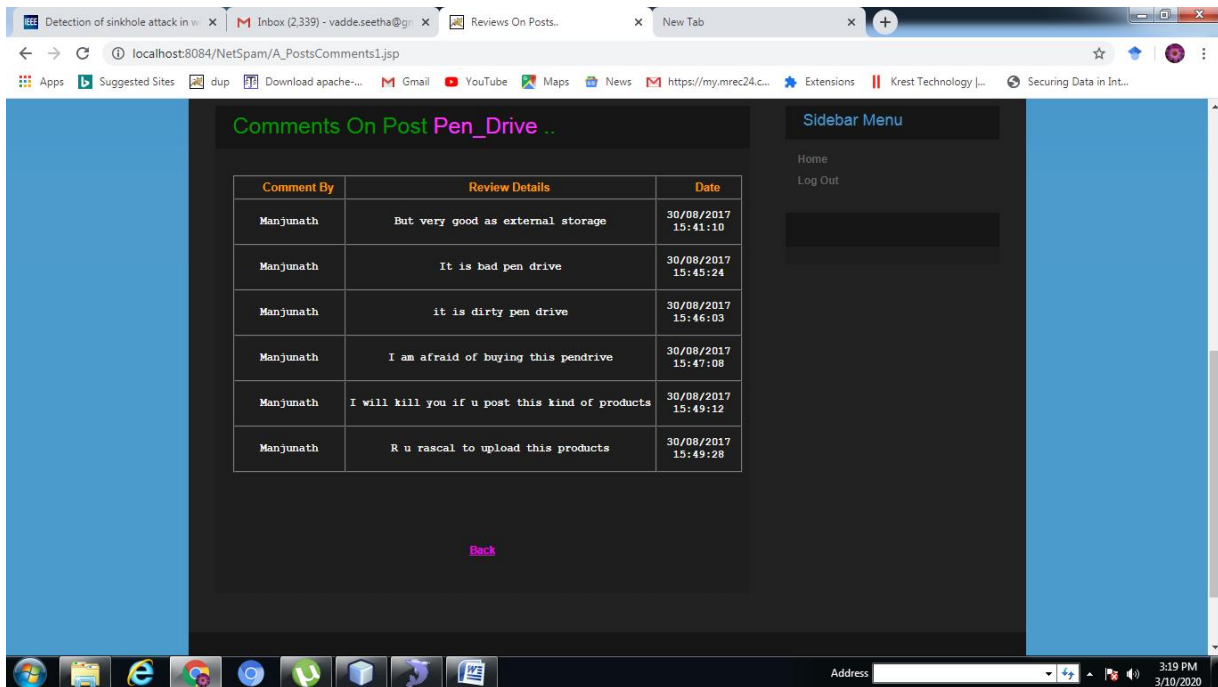 IEEE Detection of sinkhole attack in w
Inbox (2,339) - vadde.seetha@gr
Reviews On Posts..
New Tab
localhost:8084/NetSpam/A_PostsComments1.jsp
Apps Suggested Sites dup Download apache-... Gmail YouTube Maps News https://my.mrec24.c... Extensions Krest Technology |... Securing Data in Int...
Comments On Post Pen_Drive ..
Sidebar Menu
Home
Log Out
Comment By Review Details Date
Manjunath But very good as external storage 30/08/2017
15:41:10
Manjunath It is bad pen drive 30/08/2017
15:45:24
Manjunath it is dirty pen drive 30/08/2017
15:46:03
Manjunath I am afraid of buying this pendrive 30/08/2017
15:47:08
Manjunath I will kill you if u post this kind of products 30/08/2017
15:49:12
Manjunath R u rascal to upload this products 30/08/2017
15:49:28
Back
Address
3:19 PM
3/10/2020